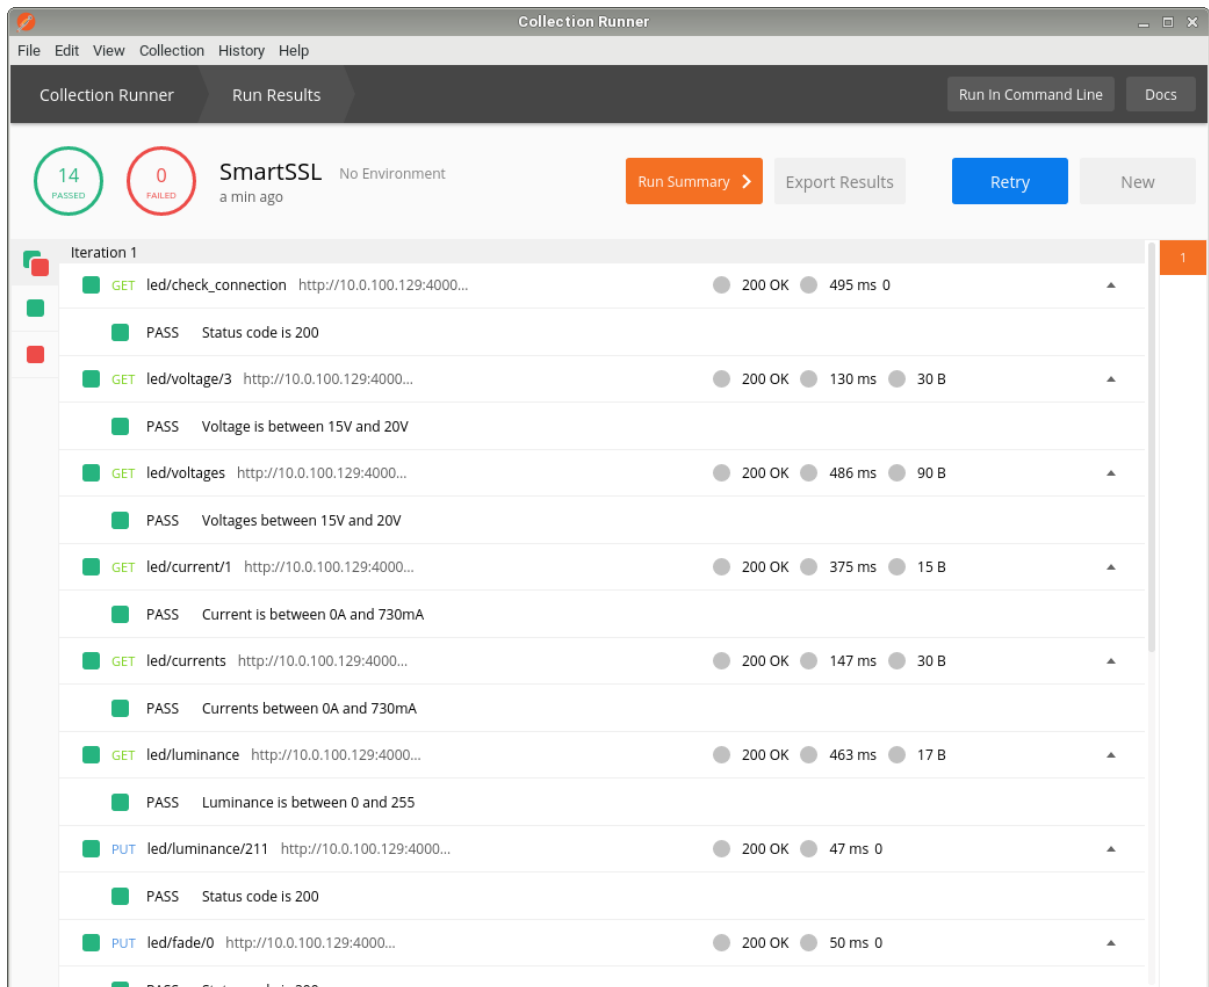 Collection Runner
File Edit View Collection History Help
Collection Runner Run Results Run In Command Line Docs
14 PASSED 0 FAILED SmartSSL No Environment
a min ago
Run Summary Export Results Retry New
Iteration 1
1
GET led/check_connection http://10.0.100.129:4000... 200 OK 495 ms 0
PASS Status code is 200
GET led/voltage/3 http://10.0.100.129:4000... 200 OK 130 ms 30 B
PASS Voltage is between 15V and 20V
GET led/voltages http://10.0.100.129:4000... 200 OK 486 ms 90 B
PASS Voltages between 15V and 20V
GET led/current/1 http://10.0.100.129:4000... 200 OK 375 ms 15 B
PASS Current is between 0A and 730mA
GET led/currents http://10.0.100.129:4000... 200 OK 147 ms 30 B
PASS Currents between 0A and 730mA
GET led/luminance http://10.0.100.129:4000... 200 OK 463 ms 17 B
PASS Luminance is between 0 and 255
PUT led/luminance/211 http://10.0.100.129:4000... 200 OK 47 ms 0
PASS Status code is 200
PUT led/fade/0 http://10.0.100.129:4000... 200 OK 50 ms 0